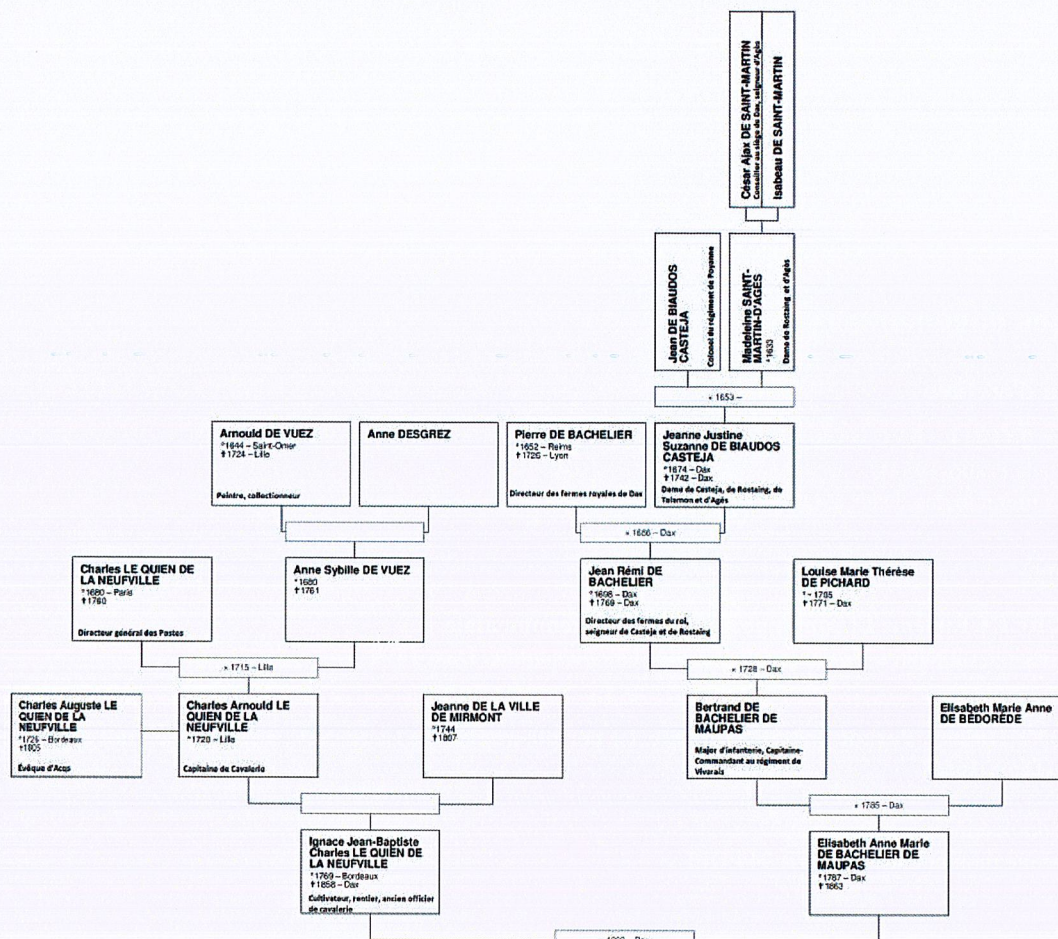 César Ajax DE SAINT-MARTIN
Conseiller au siège de Dax, seigneur d'Agès
Isabeau DE SAINT-MARTIN
Jean DE BIAUDOS
CASTEJA
Colonel du régiment de Poyanne
Madeleine SAINT-
MARTIN-D'AGÈS
°1633
Dame de Rostaing et d'Agès
× 1653 –
Arnould DE VUEZ
°1644 – Saint-Omer
†1724 – Lille
Peintre, collectionneur
Anne DESGREZ
Pierre DE BACHELIER
°1652 – Reims
†1726 – Lyon
Directeur des fermes royales de Dax
Jeanne Justine
Suzanne DE BIAUDOS
CASTEJA
°1674 – Dax
†1742 – Dax
Dame de Casteja, de Rostaing, de
Talamon et d'Agès
× 1686 – Dax
Charles LE QUIEN DE
LA NEUFVILLE
°1680 – Paris
†1760
Directeur général des Postes
Anne Sybille DE VUEZ
°1680
†1761
Jean Rémi DE
BACHELIER
°1698 – Dax
†1769 – Dax
Directeur des fermes du roi,
seigneur de Casteja et de Rostaing
Louise Marie Thérèse
DE PICHARD
°~ 1705
†1771 – Dax
× 1715 – Lille
× 1728 – Dax
Charles Auguste LE
QUIEN DE LA
NEUFVILLE
°1726 – Bordeaux
†1805
Évêque d'Acqs
Charles Arnould LE
QUIEN DE LA
NEUFVILLE
°1720 – Lille
Capitaine de Cavalerie
Jeanne DE LA VILLE
DE MIRMONT
°1744
†1807
Bertrand DE
BACHELIER DE
MAUPAS
Major d'infanterie, Capitaine-
Commandant au régiment de
Vivarais
Elisabeth Marie Anne
DE BÉDORÈDE
× 1785 – Dax
Ignace Jean-Baptiste
Charles LE QUIEN DE
LA NEUFVILLE
°1769 – Bordeaux
†1858 – Dax
Cultivateur, rentier, ancien officier
de cavalerie
Elisabeth Anne Marie
DE BACHELIER DE
MAUPAS
°1787 – Dax
†1863